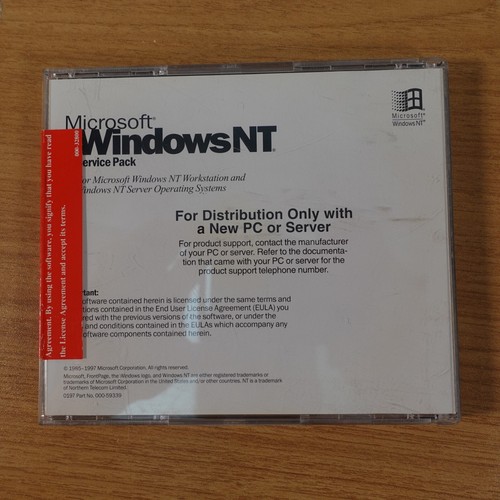 Microsoft®
WindowsNT®
Service Pack
For Microsoft Windows NT Workstation and
Windows NT Server Operating Systems
Microsoft®
Windows NT™
For Distribution Only with
a New PC or Server
For product support, contact the manufacturer
of your PC or server. Refer to the documenta-
tion that came with your PC or server for the
product support telephone number.
tant:
oftware contained herein is licensed under the same terms and
tions contained in the End User License Agreement (EULA) you
red with the previous versions of the software, or under the
and conditions contained in the EULAs which accompany any
oftware components contained herein.
© 1985-1997 Microsoft Corporation. All rights reserved.
Microsoft, FrontPage, the Windows logo, and Windows NT are either registered trademarks or
trademarks of Microsoft Corporation in the United States and/or other countries. NT is a trademark
of Northern Telecom Limited.
0197 Part No. 000-59339
Agreement. By using the software, you signify that you have read
the License Agreement and accept its terms.